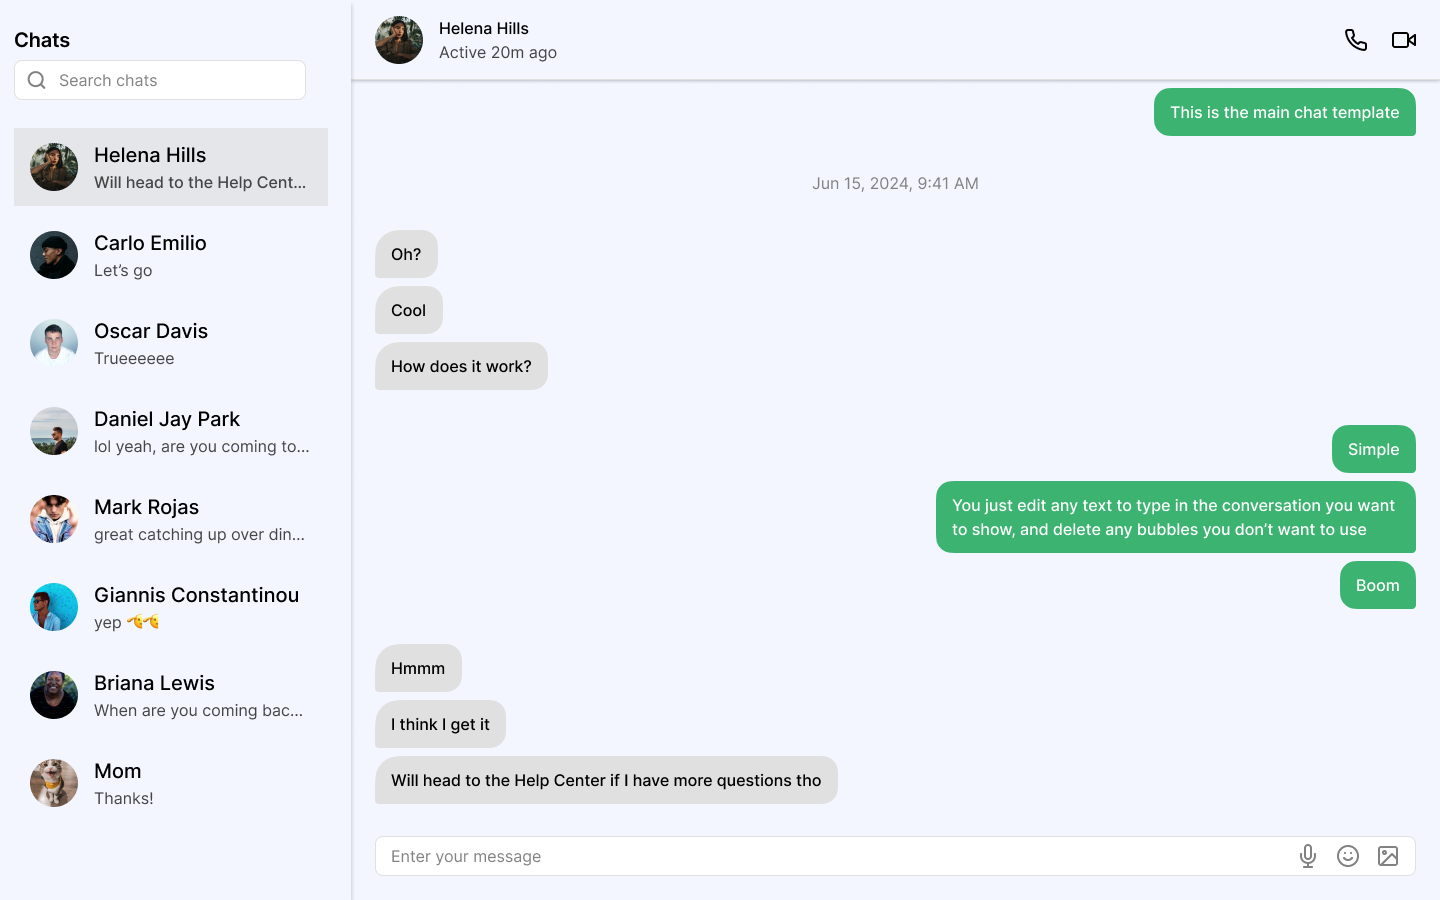 Chats
Search chats
Helena Hills
Will head to the Help Cent...
Carlo Emilio
Let’s go
Oscar Davis
Trueeeeee
Daniel Jay Park
lol yeah, are you coming to...
Mark Rojas
great catching up over din...
Giannis Constantinou
yep 🫡🫡
Briana Lewis
When are you coming bac...
Mom
Thanks!
Helena Hills
Active 20m ago
This is the main chat template
Jun 15, 2024, 9:41 AM
Oh?
Cool
How does it work?
Simple
You just edit any text to type in the conversation you want
to show, and delete any bubbles you don’t want to use
Boom
Hmmm
I think I get it
Will head to the Help Center if I have more questions tho
Enter your message